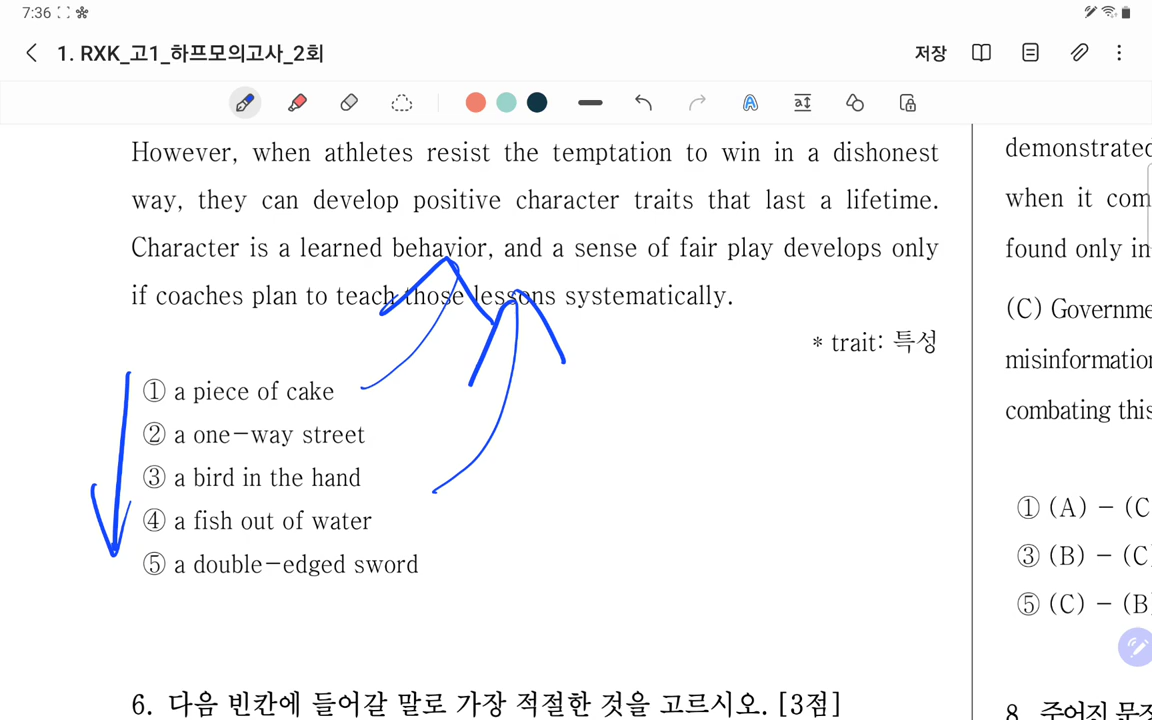 7:36
1. RXK_고1_하프모의고사_2회
저장
However, when athletes resist the temptation to win in a dishonest
way, they can develop positive character traits that last a lifetime.
Character is a learned behavior, and a sense of fair play develops only
if coaches plan to teach those lessons systematically.
* trait: 특성
① a piece of cake
② a one-way street
③ a bird in the hand
④ a fish out of water
⑤ a double-edged sword
6. 다음 빈칸에 들어갈 말로 가장 적절한 것을 고르시오. [3점]
demonstrated
when it com
found only in
(C) Governme
misinformation
combating this
① (A) - (C
③ (B) - (C
⑤ (C) - (B
8. 주어진 문장